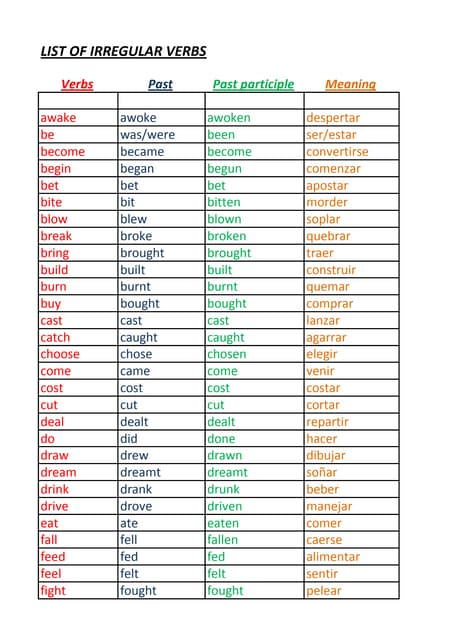 LIST OF IRREGULAR VERBS
Verbs Past Past participle Meaning
awake awoke awoken despertar
be was/were been ser/estar
become became become convertirse
begin began begun comenzar
bet bet bet apostar
bite bit bitten morder
blow blew blown soplar
break broke broken quebrar
bring brought brought traer
build built built construir
burn burnt burnt quemar
buy bought bought comprar
cast cast cast lanzar
catch caught caught agarrar
choose chose chosen elegir
come came come venir
cost cost cost costar
cut cut cut cortar
deal dealt dealt repartir
do did done hacer
draw drew drawn dibujar
dream dreamt dreamt soñar
drink drank drunk beber
drive drove driven manejar
eat ate eaten comer
fall fell fallen caerse
feed fed fed alimentar
feel felt felt sentir
fight fought fought pelear